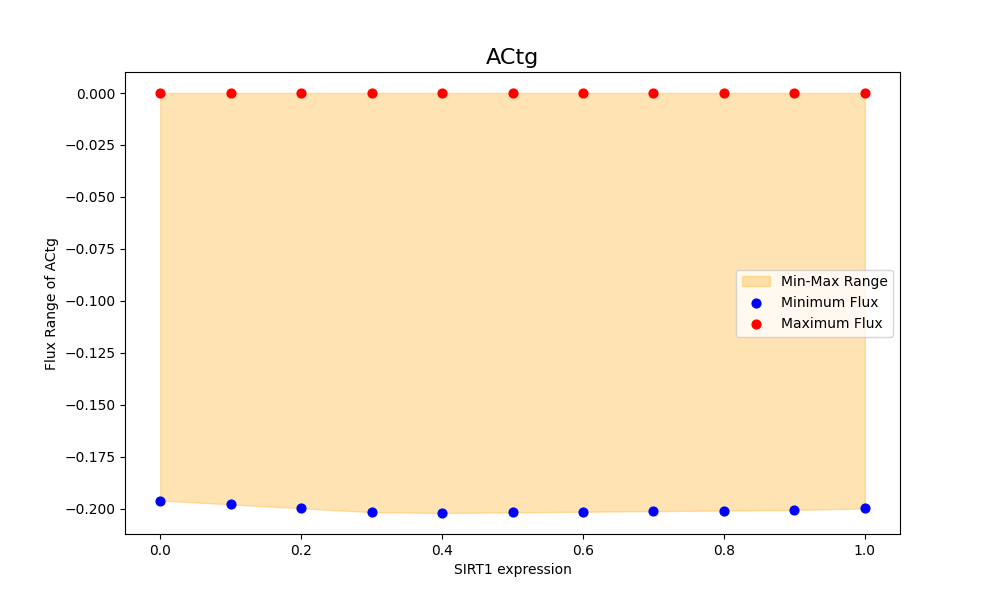 ACtg
0.000
−0.025
−0.050
−0.075
−0.100
−0.125
−0.150
−0.175
−0.200
Flux Range of ACtg
Min-Max Range
Minimum Flux
Maximum Flux
0.0 0.2 0.4 0.6 0.8 1.0
SIRT1 expression